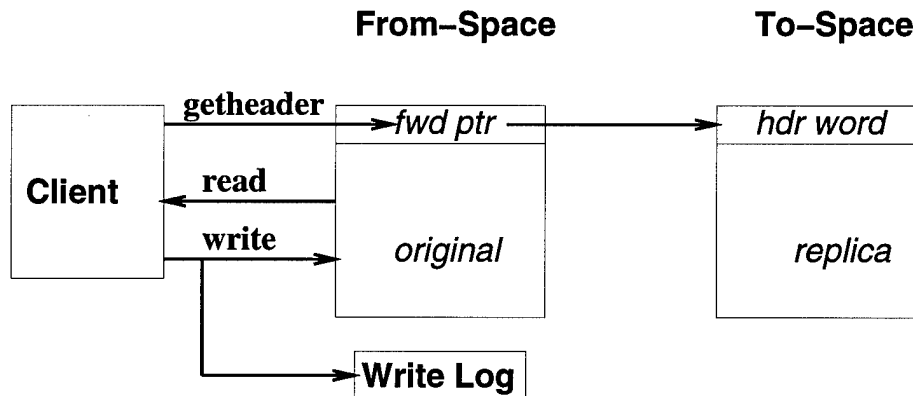 From–Space To–Space
getheader fwd ptr hdr word
Client read
write original replica
Write Log